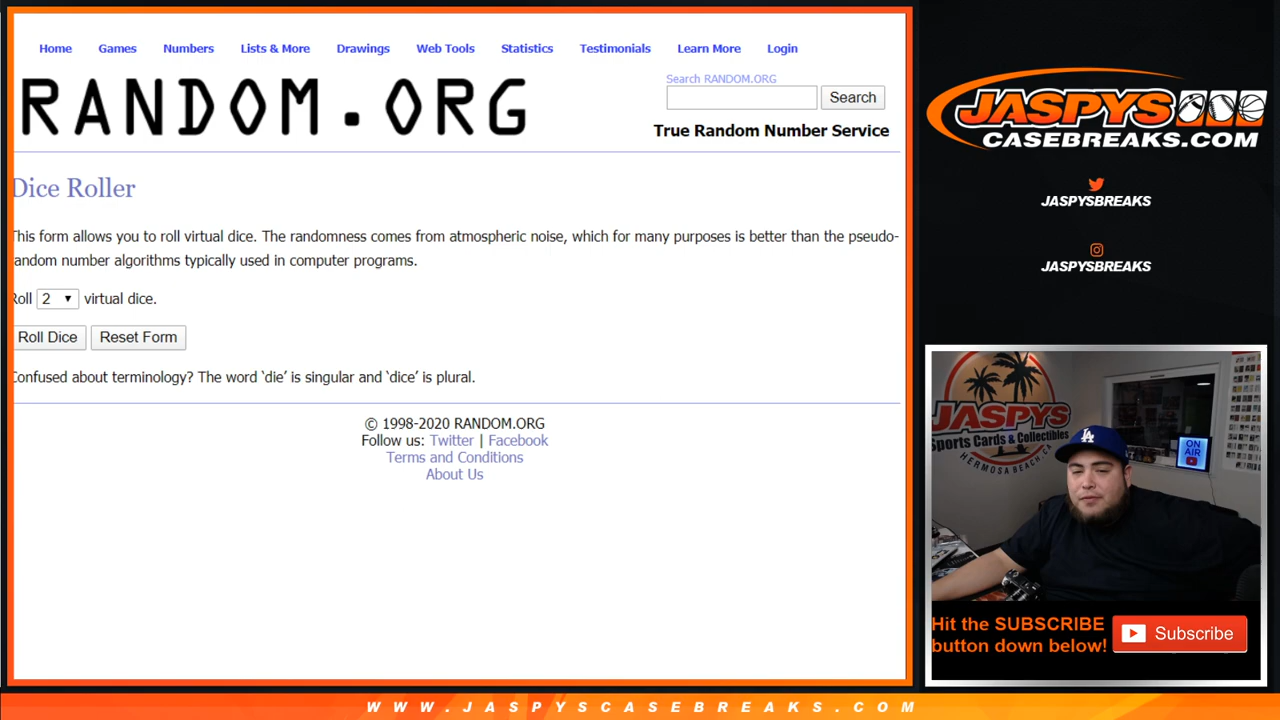 Home Games Numbers Lists & More Drawings Web Tools Statistics Testimonials Learn More Login
RANDOM.ORG
Search RANDOM.ORG
Search
True Random Number Service
Dice Roller
This form allows you to roll virtual dice. The randomness comes from atmospheric noise, which for many purposes is better than the pseudo-
random number algorithms typically used in computer programs.
Roll 2 virtual dice.
Roll Dice Reset Form
Confused about terminology? The word ‘die’ is singular and ‘dice’ is plural.
© 1998-2020 RANDOM.ORG
Follow us: Twitter | Facebook
Terms and Conditions
About Us
JASPYS
CASEBREAKS.COM
JASPYSBREAKS
JASPYSBREAKS
JASPYS
Sports Cards & Collectibles
HERMOSA BEACH, CA
ON
AIR
LA
Hit the SUBSCRIBE
button down below!
Subscribe
WWW.JASPYSCASEBREAKS.COM